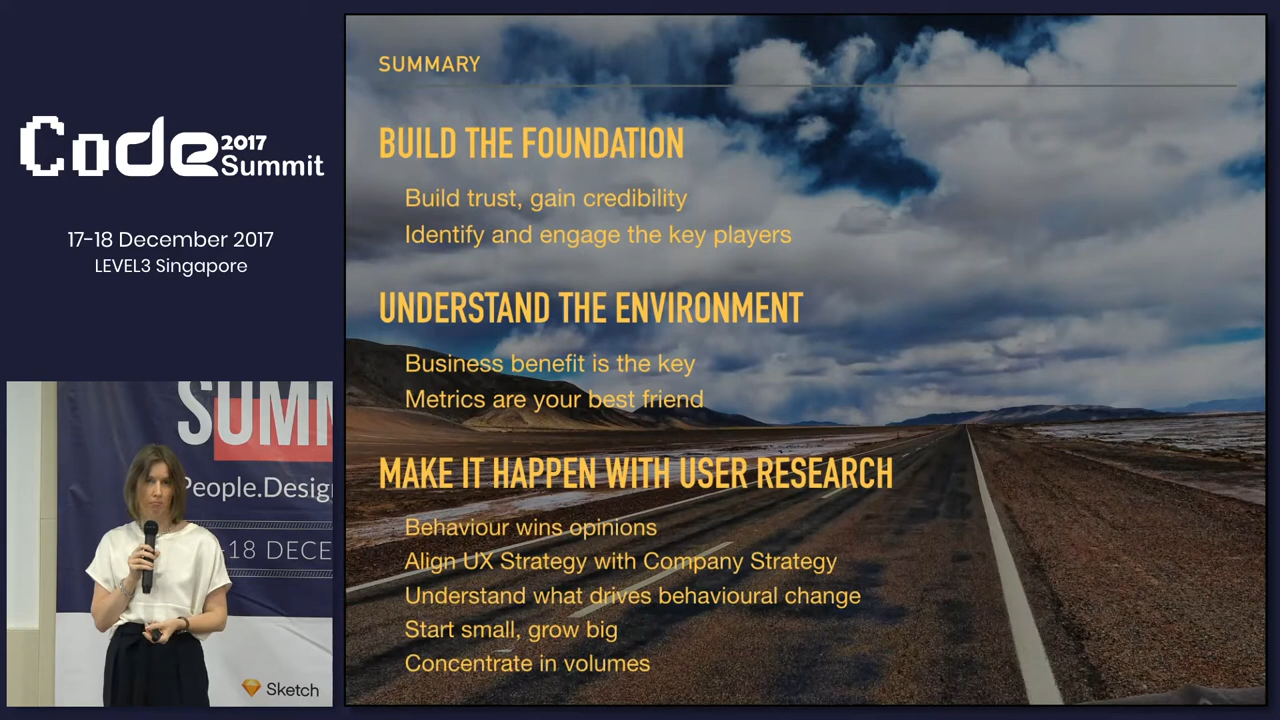 Code 2017 Summit
17-18 December 2017
LEVEL3 Singapore
SUMMARY
BUILD THE FOUNDATION
Build trust, gain credibility
Identify and engage the key players
UNDERSTAND THE ENVIRONMENT
Business benefit is the key
Metrics are your best friend
MAKE IT HAPPEN WITH USER RESEARCH
Behaviour wins opinions
Align UX Strategy with Company Strategy
Understand what drives behavioural change
Start small, grow big
Concentrate in volumes
SUMM
People.Desig
-18 DECE
Sketch